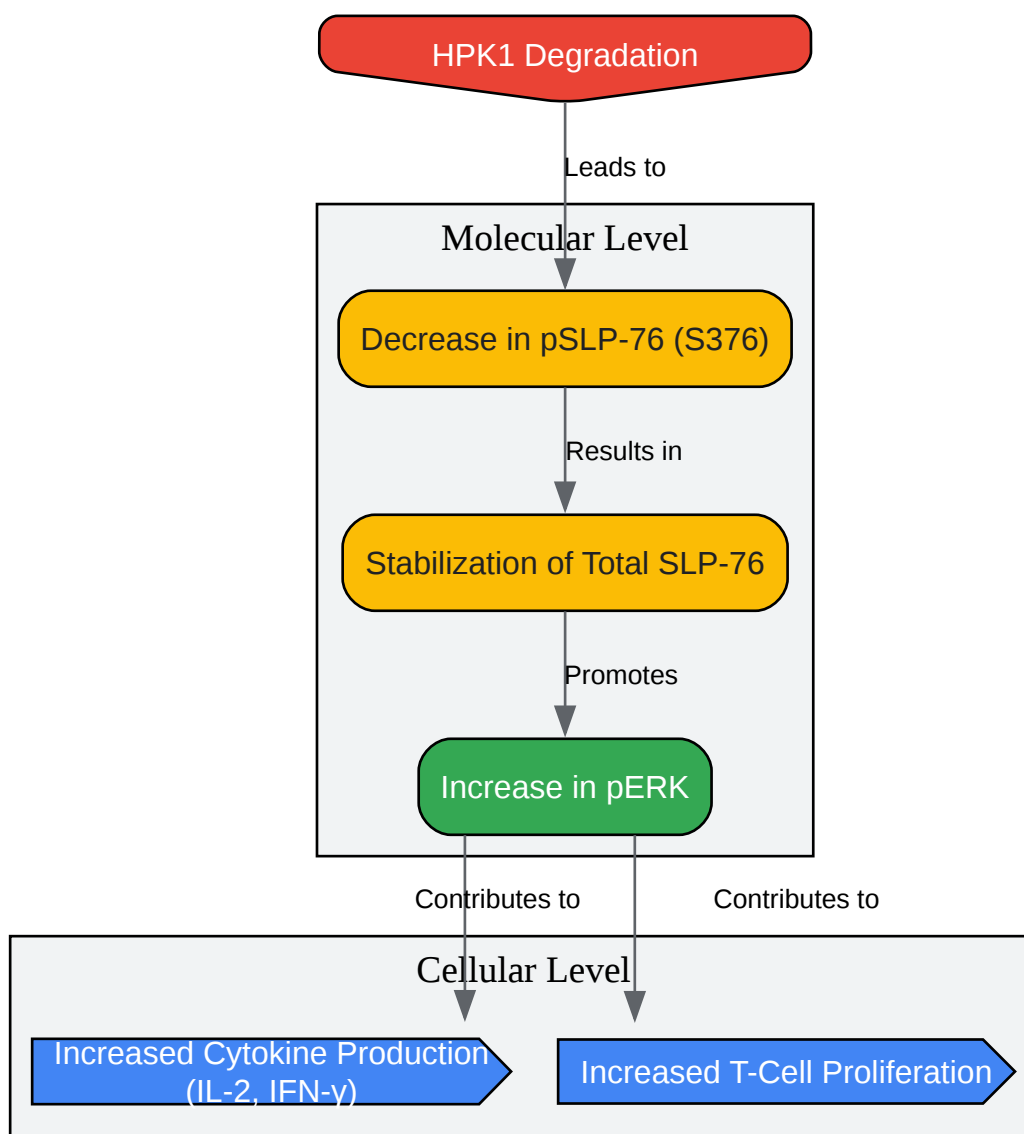 HPK1 Degradation
Leads to
Molecular Level
Decrease in pSLP-76 (S376)
Results in
Stabilization of Total SLP-76
Promotes
Increase in pERK
Contributes to
Contributes to
Cellular Level
Increased Cytokine Production
(IL-2, IFN-γ)
Increased T-Cell Proliferation